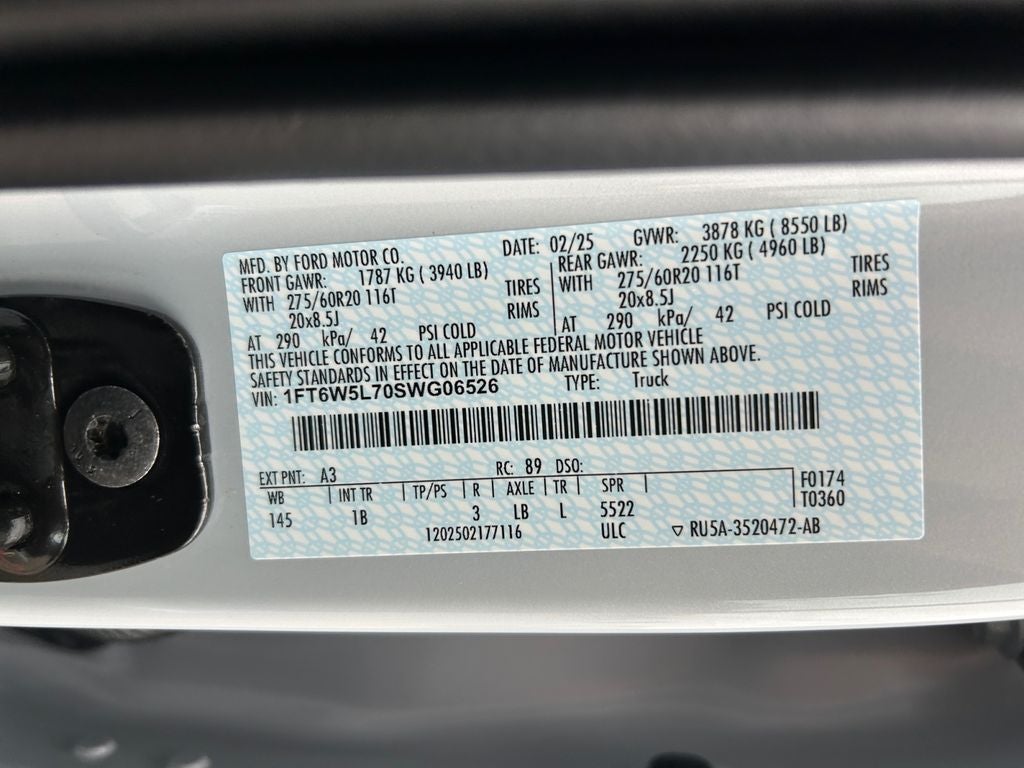 MFD. BY FORD MOTOR CO.
DATE: 02/25
GVWR: 3878 KG ( 8550 LB)
FRONT GAWR: 1787 KG ( 3940 LB)
WITH 275/60R20 116T TIRES
20x8.5J RIMS
AT 290 kPa/ 42 PSI COLD
REAR GAWR: 2250 KG ( 4960 LB)
WITH 275/60R20 116T TIRES
20x8.5J RIMS
AT 290 kPa/ 42 PSI COLD
THIS VEHICLE CONFORMS TO ALL APPLICABLE FEDERAL MOTOR VEHICLE
SAFETY STANDARDS IN EFFECT ON THE DATE OF MANUFACTURE SHOWN ABOVE.
VIN: 1FT6W5L70SWG06526 TYPE: Truck
EXT PNT: A3 RC: 89 DSO:
WB INT TR TP/PS R AXLE TR SPR
145 1B 3 LB L 5522
F0174
T0360
1202502177116 ULC ▽ RU5A-3520472-AB